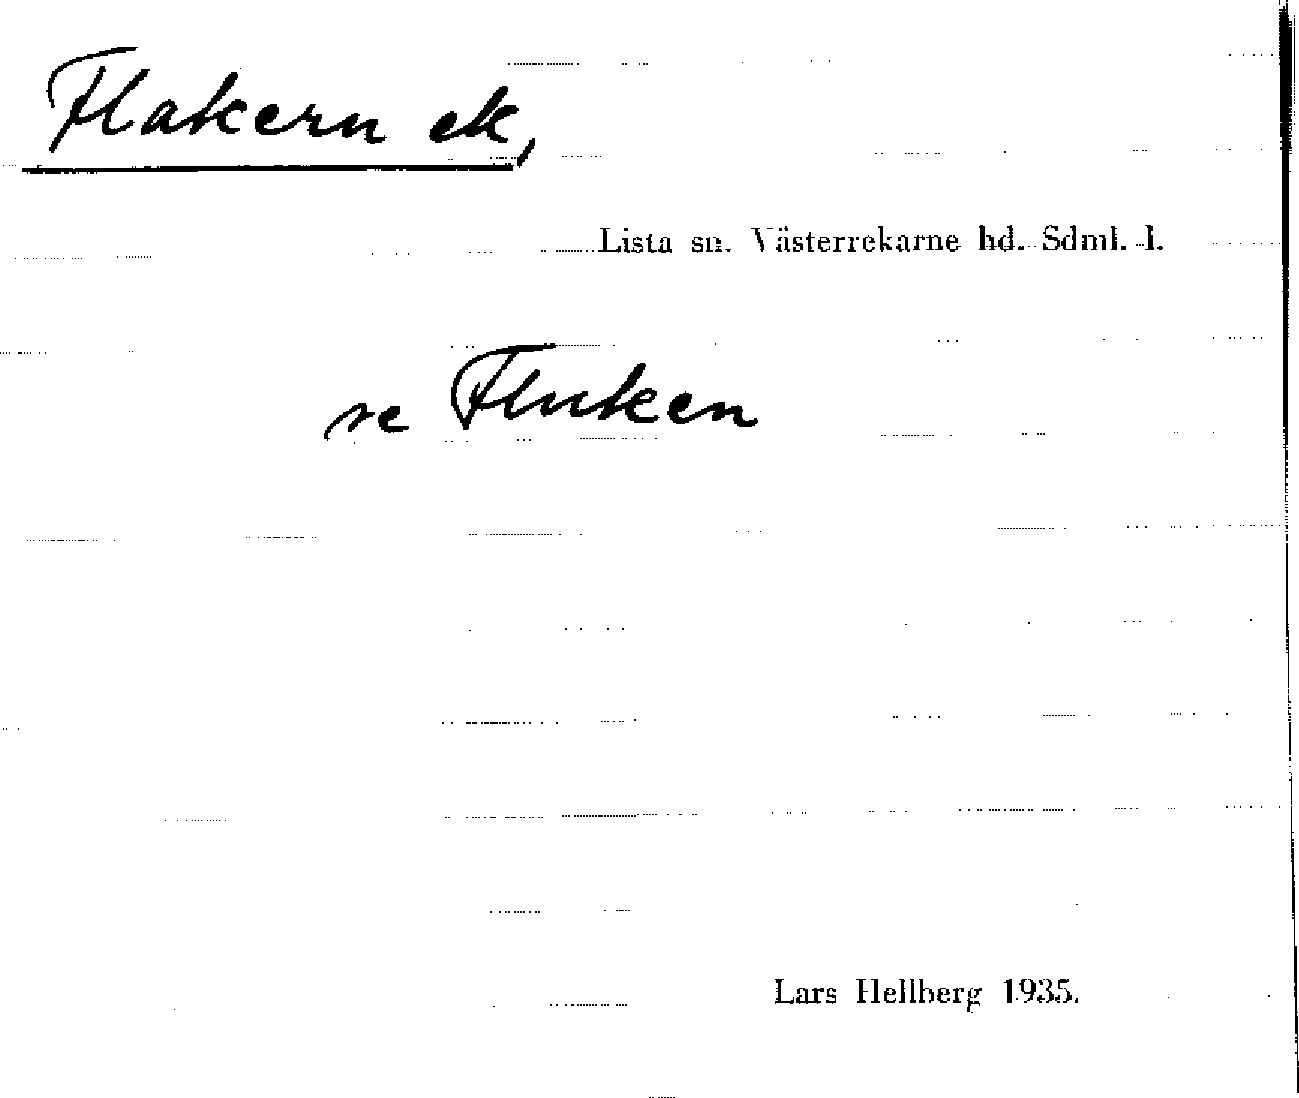 Flakern ek,
Lista sn. Västerrekarne hd. Sdml. l.
se Fluken
Lars Hellberg 1935.